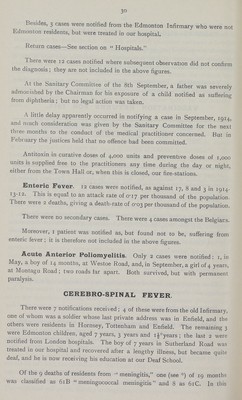 30
Besides, 3 cases were notified from the Edmonton Infirmary who were not
Edmonton residents, but were treated in our hospital,
Return cases—See section on "Hospitals."
There were 12 cases notified where subsequent observation did not confirm
the diagnosis; they are not included in the above figures.
At the Sanitary Committee of the 8th September, a father was severely
admonished by the Chairman for his exposure of a child notified as suffering
from diphtheria; but no legal action was taken.
A little delay apparently occurred in notifying a case in September, 1914,
and much consideration was given by the Sanitary Committee for the next
three months to the conduct of the medical practitioner concerned. But in
February the justices held that no offence had been committed.
Antitoxin in curative doses of 4,000 units and preventive doses of 1,000
units is supplied free to the practitioners any time during the day or night,
either from the Town Hall or, when this is closed, our fire-stations.
Enteric Fever. 12 cases were notified, as against 17, 8 and 3 in 1914-
13-12. This is equal to an attack rate of 0·17 per thousand of the population.
There were 2 deaths, giving a death-rate of 0·03 per thousand of the population.
There were no secondary cases. There were 4 cases amongst the Belgians.
Moreover, 1 patient was notified as, but found not to be, suffering from
enteric fever; it is therefore not included in the above figures.
Acute Anterior Poliomyelitis. Only 2 cases were notified: 1, in
May, a boy of 14 months, at Westoe Road, and, in September, a girl of 4 years,
at Montagu Road; two roads far apart. Both survived, but with permanent
paralysis.
CEREBRO-SPINAL FEVER.
There were 7 notifications received: 4 of these were from the old Infirmary,
one of whom was a soldier whose last private address was in Enfield, and the
others were residents in Hornsey, Tottenham and Enfield. The remaining 3
were Edmonton children, aged 7 years, 3 years and 1 3/4 years; the last 2 were
notified from London hospitals. The boy of 7 years in Sutherland Road was
treated in our hospital and recovered after a lengthy illness, but became quite
deaf, and he is now receiving his education at our Deaf School.
Of the 9 deaths of residents from "meningitis," one (see *) of 19 months
was classified as 61B "meningococcal meningitis" and 8 as 61C. In this